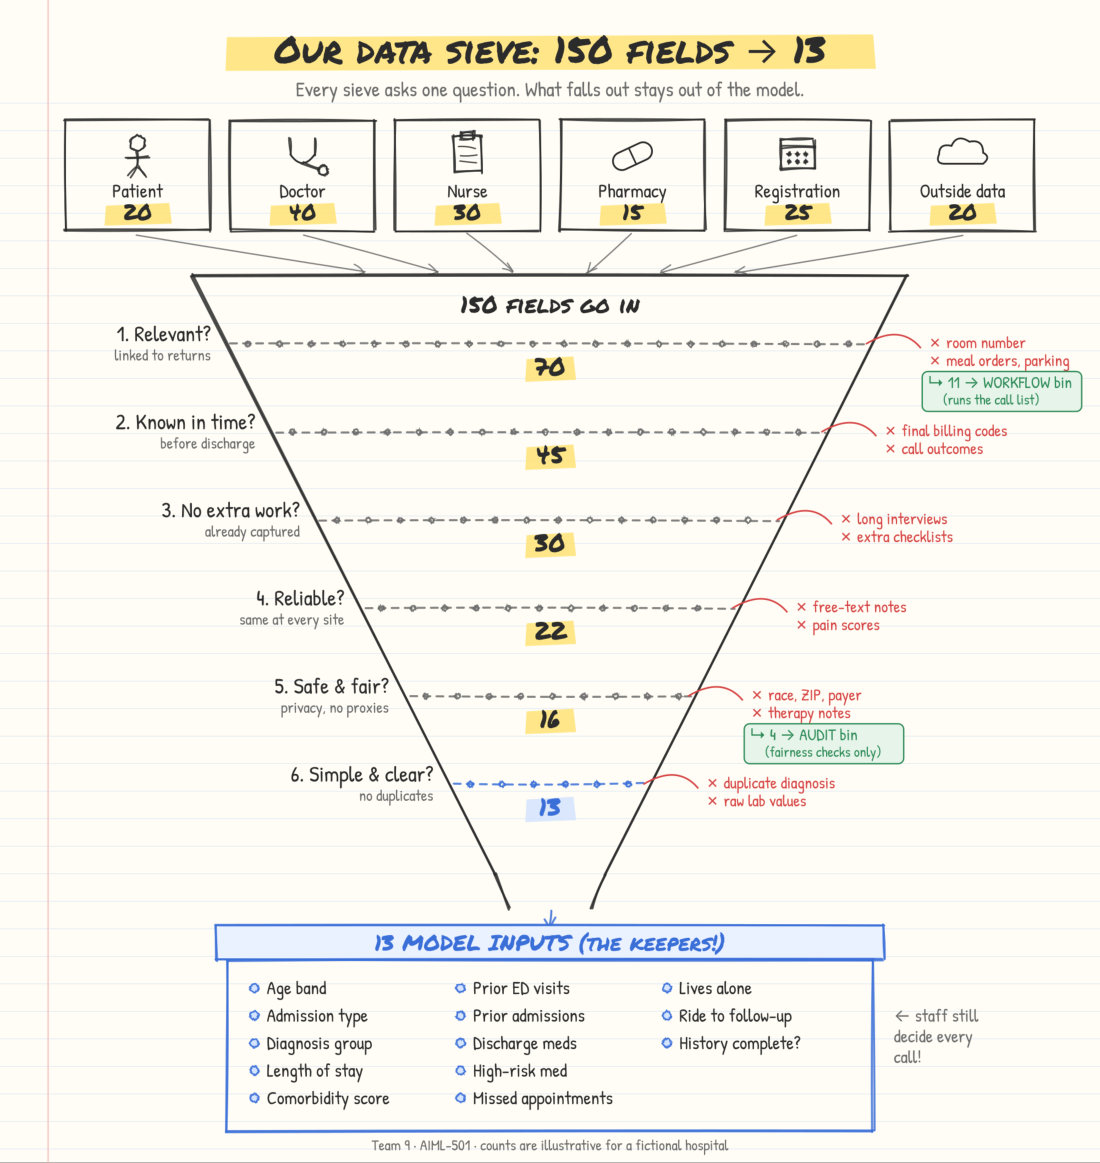 OUR DATA SIEVE: 150 FIELDS → 13
Every sieve asks one question. What falls out stays out of the model.
Patient
20
Doctor
40
Nurse
30
Pharmacy
15
Registration
25
Outside data
20
150 FIELDS GO IN
1. Relevant?
linked to returns
70
× room number
× meal orders, parking
↳ 11 → WORKFLOW bin
(runs the call list)
2. Known in time?
before discharge
45
× final billing codes
× call outcomes
3. No extra work?
already captured
30
× long interviews
× extra checklists
4. Reliable?
same at every site
22
× free-text notes
× pain scores
5. Safe & fair?
privacy, no proxies
16
× race, ZIP, payer
× therapy notes
↳ 4 → AUDIT bin
(fairness checks only)
6. Simple & clear?
no duplicates
13
× duplicate diagnosis
× raw lab values
13 MODEL INPUTS (THE KEEPERS!)
Age band
Admission type
Diagnosis group
Length of stay
Comorbidity score
Prior ED visits
Prior admissions
Discharge meds
High-risk med
Missed appointments
Lives alone
Ride to follow-up
History complete?
← staff still
decide every
call!
Team 9 · AIML-501 · counts are illustrative for a fictional hospital